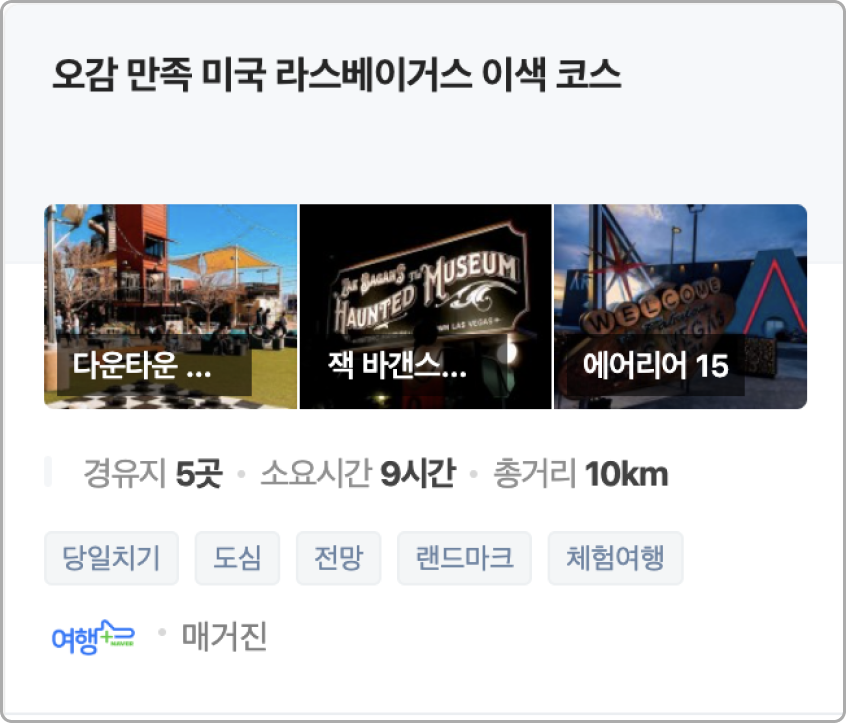 오감 만족 미국 라스베이거스 이색 코스
ZAK BAGANS THE
HAUNTED MUSEUM
LAS VEGAS
WELCOME
VEGAS
다운타운 ...
잭 바갠스...
에어리어 15
경유지 5곳 • 소요시간 9시간 • 총거리 10km
당일치기 도심 전망 랜드마크 체험여행
여행+ NAVER • 매거진